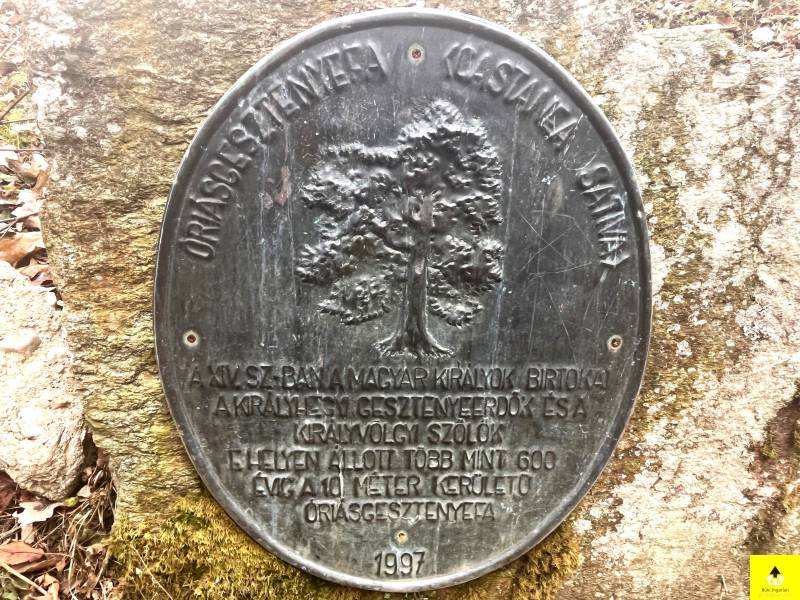 ÓRIÁSGESZTENYEFA (CASTANEA SATIVA)
A XIV. SZ-BAN A MAGYAR KIRÁLYOK BIRTOKAI
A KIRÁLYHEGYI GESZTENYEERDŐK ÉS A
KIRÁLYVÖLGYI SZŐLŐK
E HELYEN ÁLLOTT TÖBB MINT 600
ÉVIG A 10 MÉTER KERÜLETŰ
ÓRIÁSGESZTENYEFA
1997